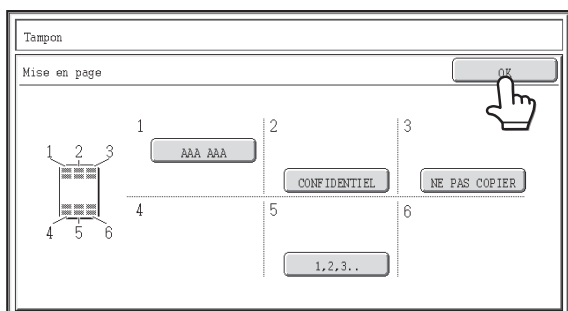 Tampon
Mise en page
OK
1 2 3
4 5 6
1
AAA AAA
2
CONFIDENTIEL
3
NE PAS COPIER
4
5
1,2,3..
6